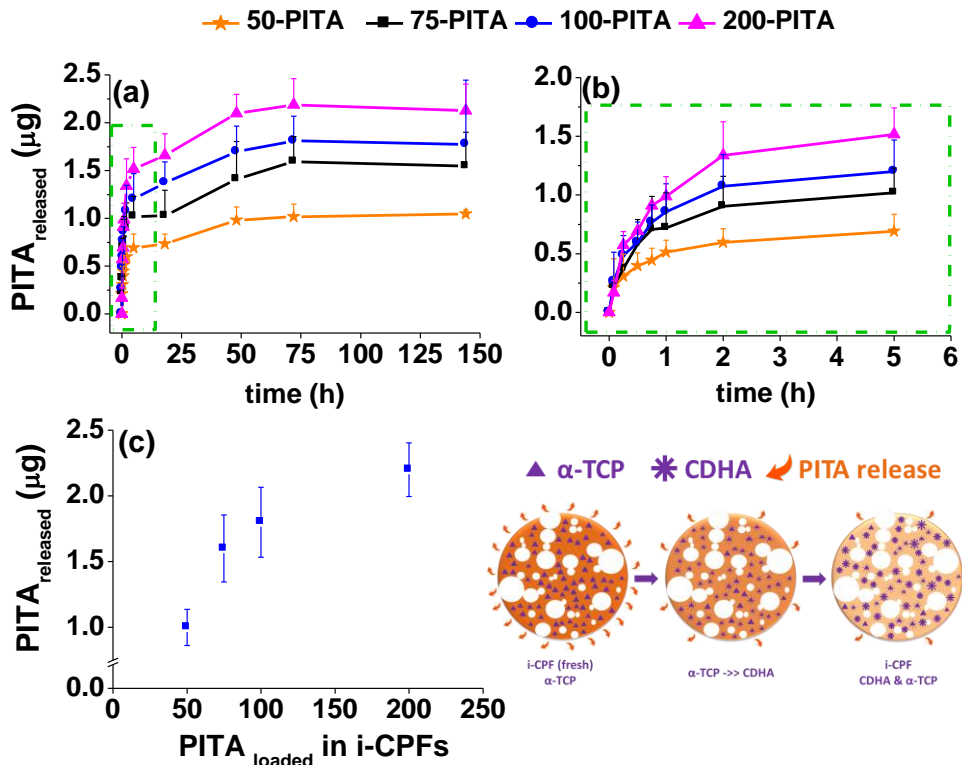 50-PITA 75-PITA 100-PITA 200-PITA
(a)
PITA released (μg)
2.5
2.0
1.5
1.0
0.5
0.0
0 25 50 75 100 125 150
time (h)
(b)
2.0
1.5
1.0
0.5
0.0
0 1 2 3 4 5 6
time (h)
(c)
PITA released (μg)
2.5
2.0
1.5
1.0
0.0
0 50 100 150 200 250
PITA loaded in i-CPFs
α-TCP CDHA PITA release
i-CPF (fresh)
α-TCP
α-TCP ->> CDHA
i-CPF
CDHA & α-TCP